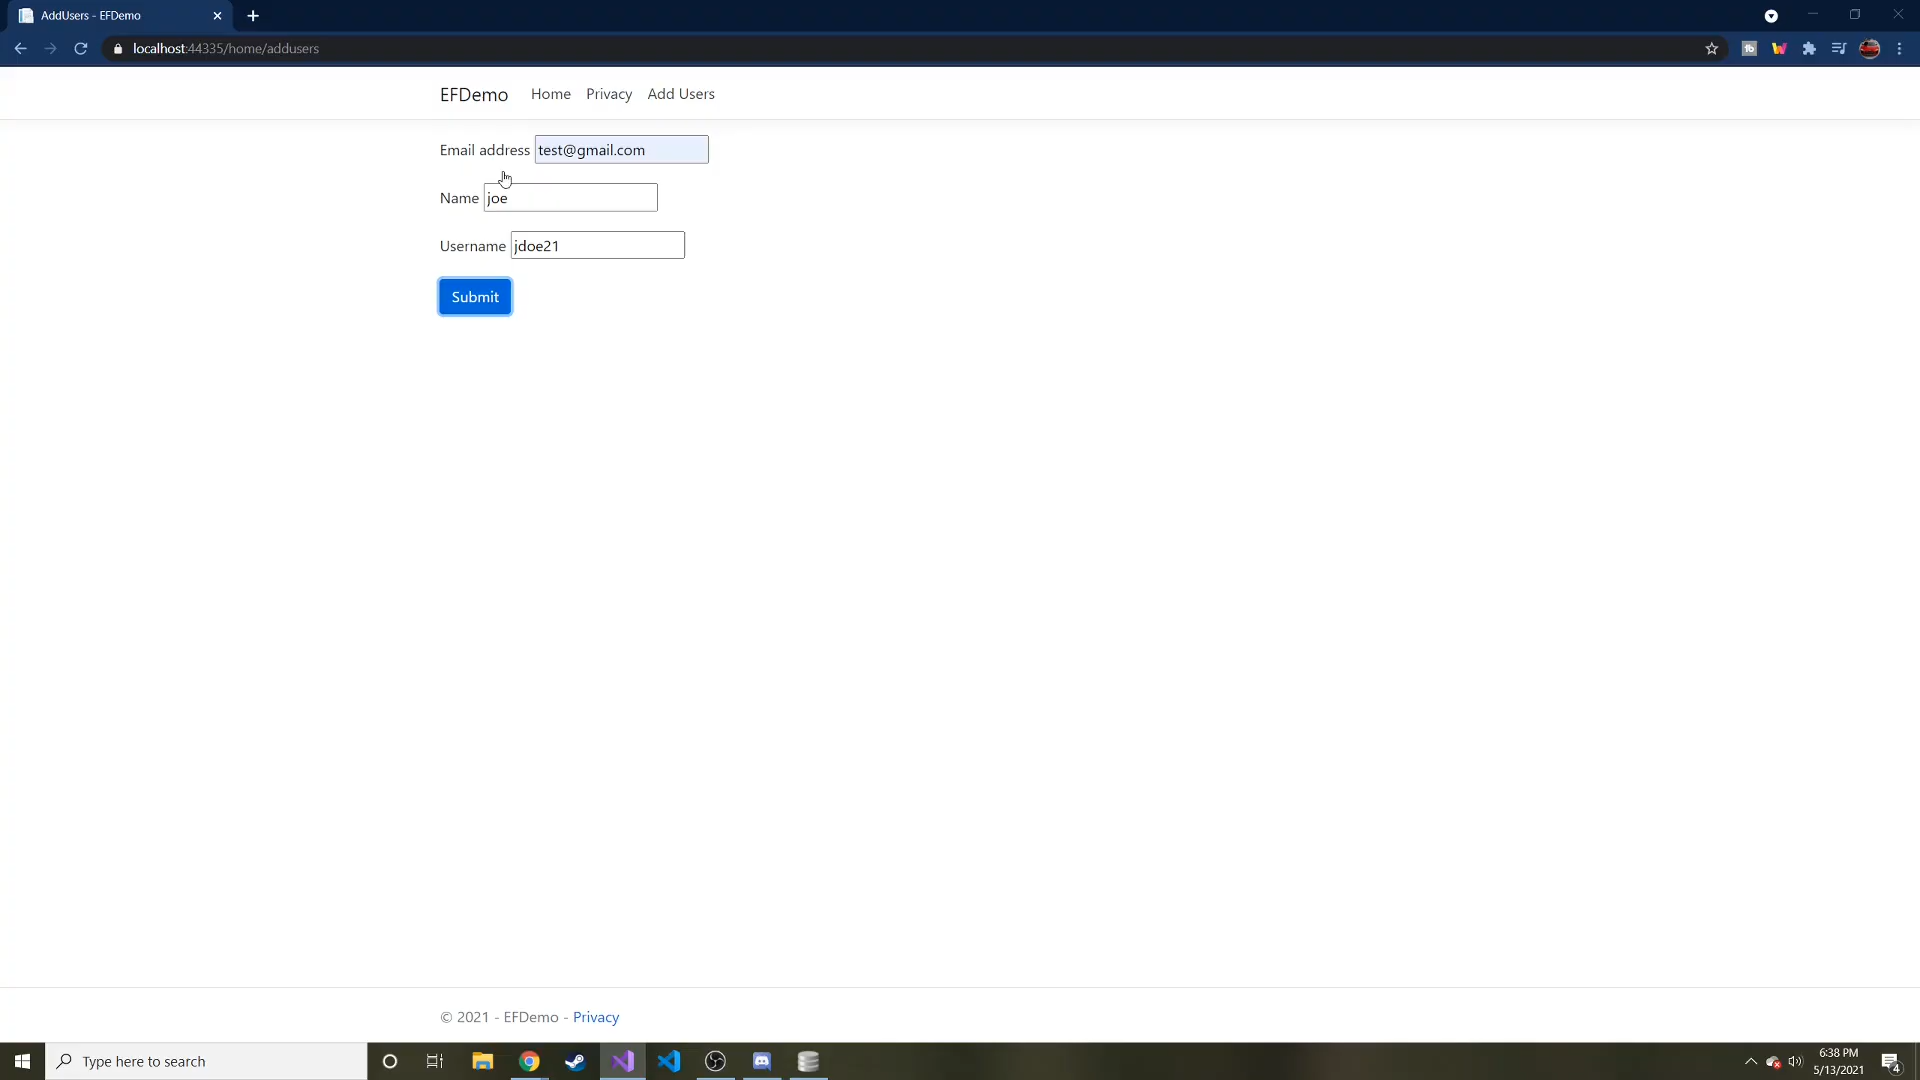 AddUsers - EFDemo
localhost:44335/home/addusers
EFDemo Home Privacy Add Users
Email address test@gmail.com
Name joe
Username jdoe21
Submit
© 2021 - EFDemo - Privacy
Type here to search
6:38 PM
5/13/2021
4